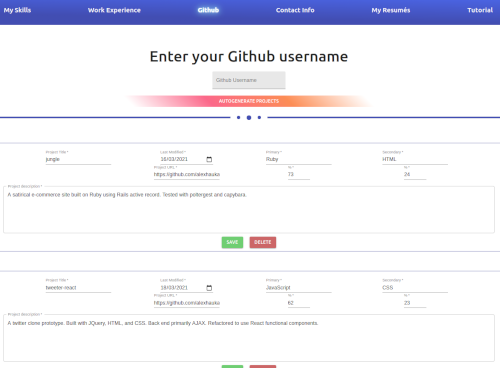 My Skills Work Experience Github Contact Info My Resumés Tutorial
Enter your Github username
Github Username
AUTOGENERATE PROJECTS
Project Title * Last Modified * Primary * Secondary *
jungle 16/03/2021 Ruby HTML
Project URL * % * % *
https://github.com/alexhauka 73 24
Project description *
A satirical e-commerce site built on Ruby using Rails active record. Tested with poltergest and capybara.
SAVE DELETE
Project Title * Last Modified * Primary * Secondary *
tweeter-react 18/03/2021 JavaScript CSS
Project URL * % * % *
https://github.com/alexhauka 62 23
Project description *
A twitter clone prototype. Built with JQuery, HTML, and CSS. Back end primarily AJAX. Refactored to use React functional components.